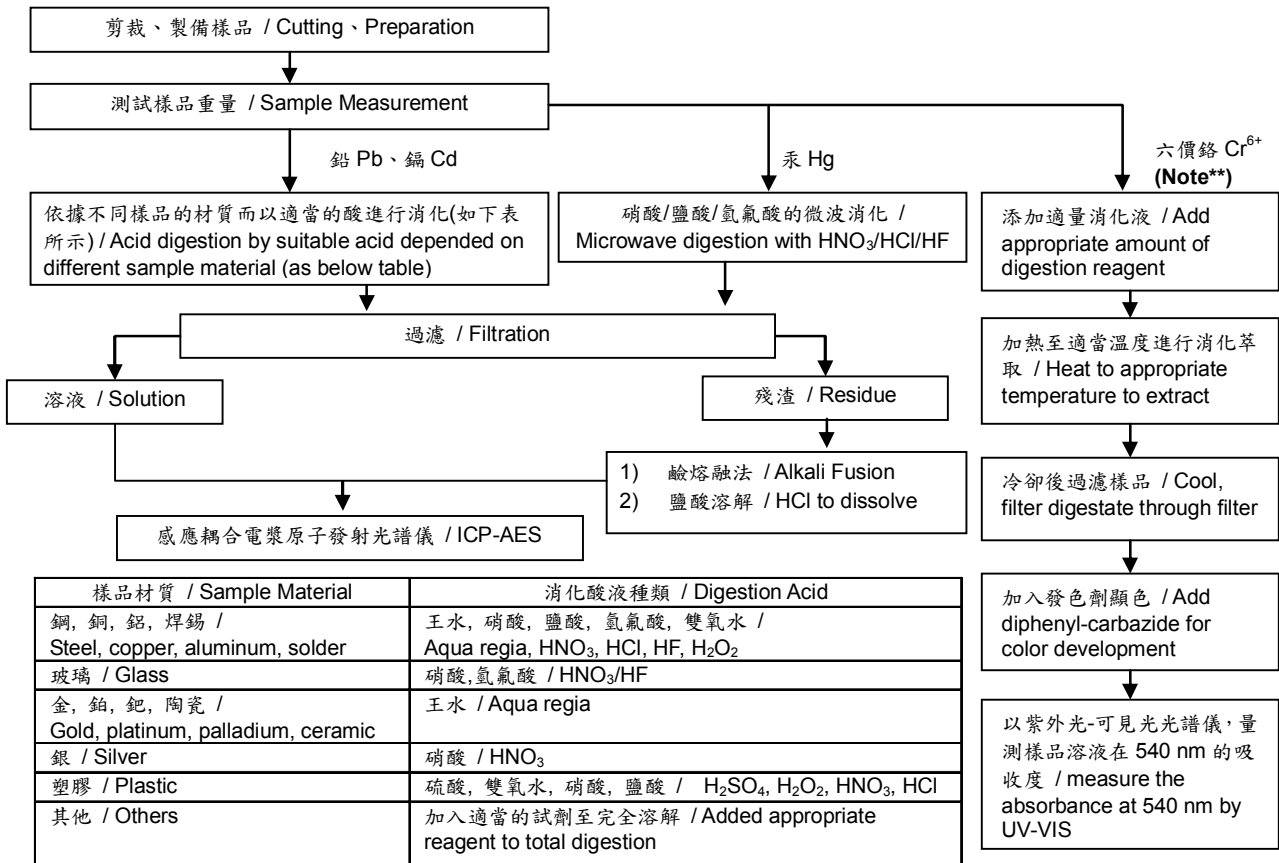 剪裁、製備樣品 / Cutting、Preparation
測試樣品重量 / Sample Measurement
鉛 Pb、鎘 Cd
汞 Hg
六價鉻 Cr6+
(Note**)
依據不同樣品的材質而以適當的酸進行消化(如下表
所示) / Acid digestion by suitable acid depended on
different sample material (as below table)
硝酸/鹽酸/氫氟酸的微波消化 /
Microwave digestion with HNO3/HCl/HF
添加適量消化液 / Add
appropriate amount of
digestion reagent
過濾 / Filtration
加熱至適當溫度進行消化萃
取 / Heat to appropriate
temperature to extract
溶液 / Solution
殘渣 / Residue
1) 鹼熔融法 / Alkali Fusion
2) 鹽酸溶解 / HCl to dissolve
冷卻後過濾樣品 / Cool,
filter digestate through filter
感應耦合電漿原子發射光譜儀 / ICP-AES
加入發色劑顯色 / Add
diphenyl-carbazide for
color development
以紫外光-可見光光譜儀，量
測樣品溶液在 540 nm 的吸
收度 / measure the
absorbance at 540 nm by
UV-VIS
樣品材質 / Sample Material
消化酸液種類 / Digestion Acid
鋼, 銅, 鋁, 焊錫 /
Steel, copper, aluminum, solder
王水, 硝酸, 鹽酸, 氫氟酸, 雙氧水 /
Aqua regia, HNO3, HCl, HF, H2O2
玻璃 / Glass
硝酸,氫氟酸 / HNO3/HF
金, 鉑, 鈀, 陶瓷 /
Gold, platinum, palladium, ceramic
王水 / Aqua regia
銀 / Silver
硝酸 / HNO3
塑膠 / Plastic
硫酸, 雙氧水, 硝酸, 鹽酸 / H2SO4, H2O2, HNO3, HCl
其他 / Others
加入適當的試劑至完全溶解 / Added appropriate
reagent to total digestion